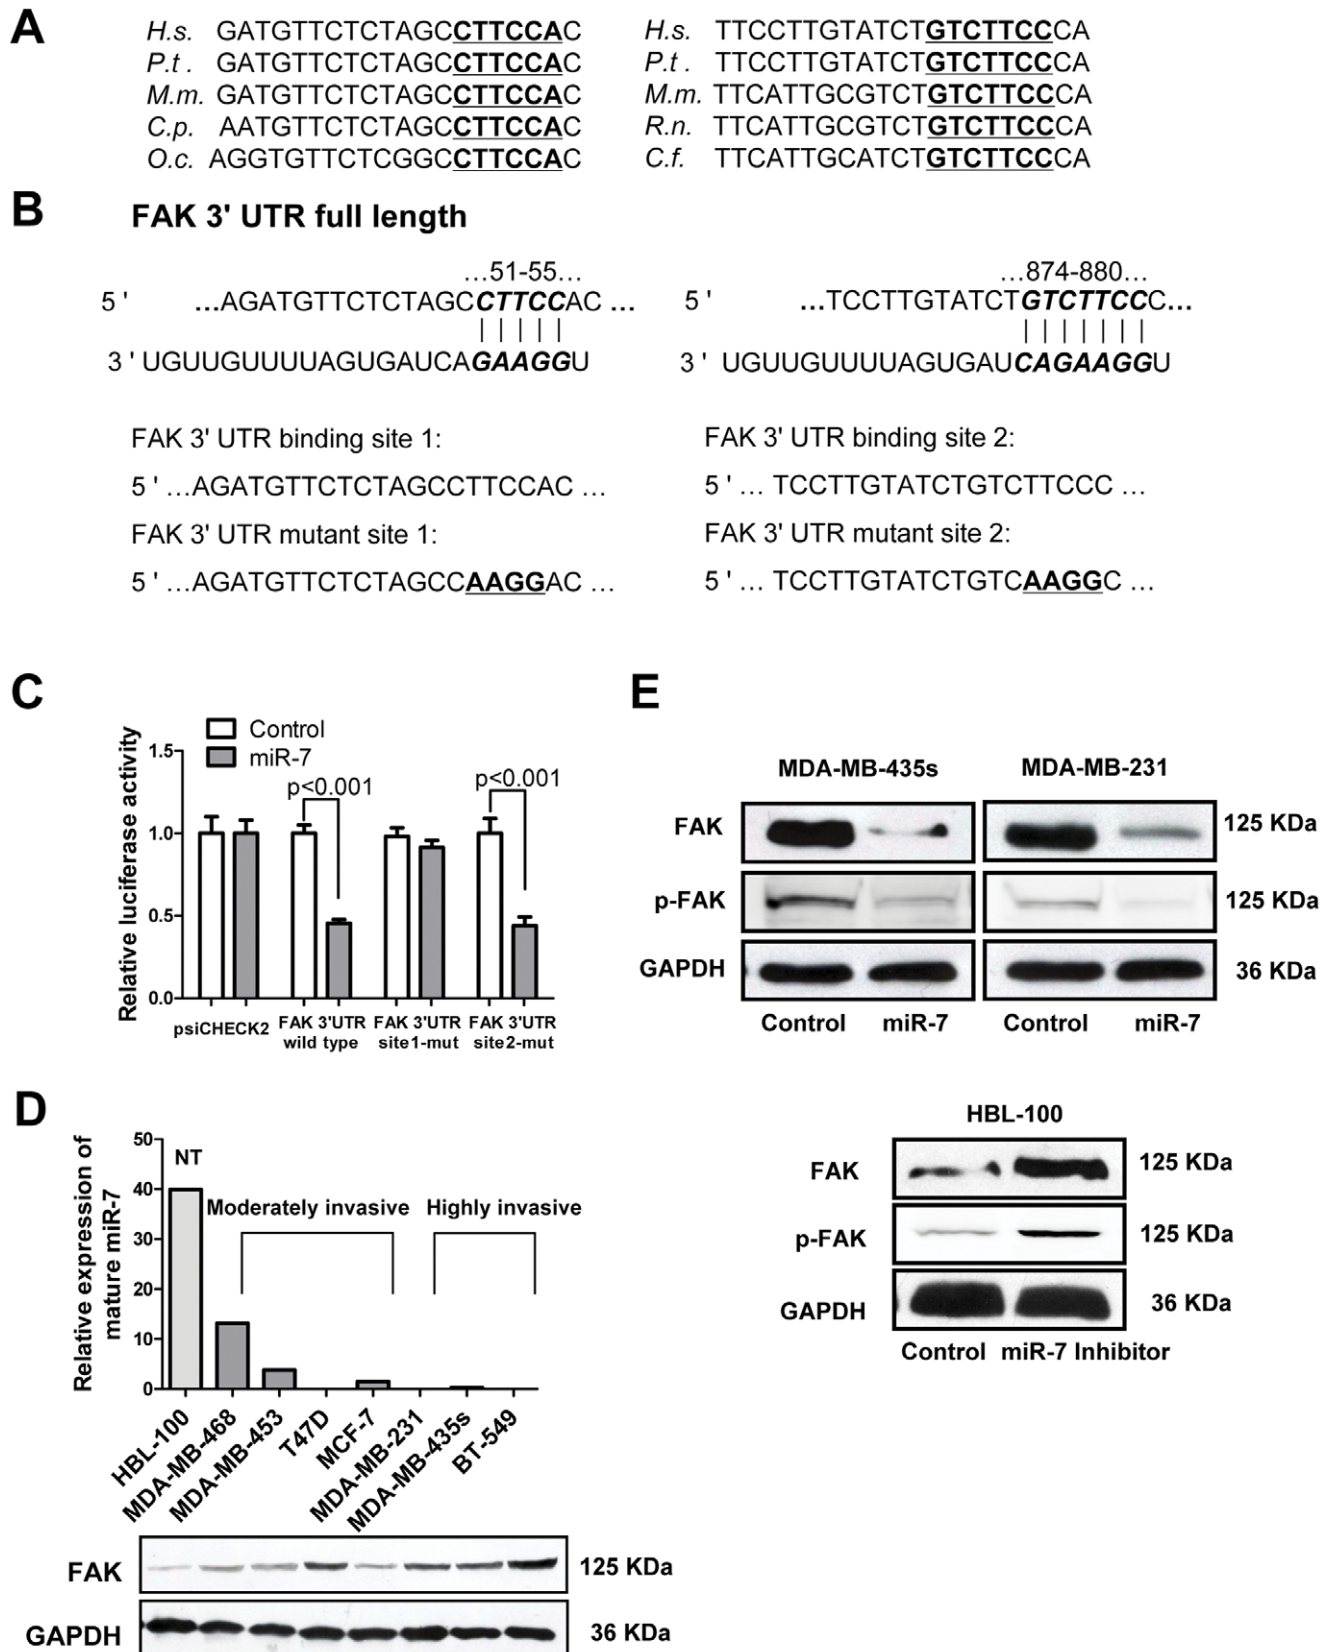 A
H.s. GATGTTCTCTAGCCTTCCAC
P.t . GATGTTCTCTAGCCTTCCAC
M.m. GATGTTCTCTAGCCTTCCAC
C.p. AATGTTCTCTAGCCTTCCAC
O.c. AGGTGTTCTCGGCCTTCCAC
H.s. TTCCTTGTATCTGTCTTCCCA
P.t . TTCCTTGTATCTGTCTTCCCA
M.m. TTCATTGCGTCTGTCTTCCCA
R.n. TTCATTGCGTCTGTCTTCCCA
C.f. TTCATTGCATCTGTCTTCCCA
B
FAK 3' UTR full length
...51-55...
5 ' ...AGATGTTCTCTAGCCTTCCAC ...
3 ' UGUUGUUUUAGUGAUCAGAAGGU
FAK 3' UTR binding site 1:
5 ' ...AGATGTTCTCTAGCCTTCCAC ...
FAK 3' UTR mutant site 1:
5 ' ...AGATGTTCTCTAGCCAAGGAC ...
...874-880...
5 ' ...TCCTTGTATCTGTCTTCCC...
3 ' UGUUGUUUUAGUGAUCAGAAGGU
FAK 3' UTR binding site 2:
5 ' ... TCCTTGTATCTGTCTTCCC ...
FAK 3' UTR mutant site 2:
5 ' ... TCCTTGTATCTGTCAAGGC ...
C
Control
miR-7
Relative luciferase activity
1.5
1.0
0.5
0.0
p<0.001
p<0.001
psiCHECK2
FAK 3'UTR
wild type
FAK 3'UTR
site1-mut
FAK 3'UTR
site2-mut
D
Relative expression of
mature miR-7
50
40
30
20
10
0
NT
Moderately invasive
Highly invasive
HBL-100
MDA-MB-468
MDA-MB-453
T47D
MCF-7
MDA-MB-231
MDA-MB-435s
BT-549
FAK
125 KDa
GAPDH
36 KDa
E
MDA-MB-435s
MDA-MB-231
FAK
125 KDa
p-FAK
125 KDa
GAPDH
36 KDa
Control
miR-7
Control
miR-7
HBL-100
FAK
125 KDa
p-FAK
125 KDa
GAPDH
36 KDa
Control
miR-7 Inhibitor